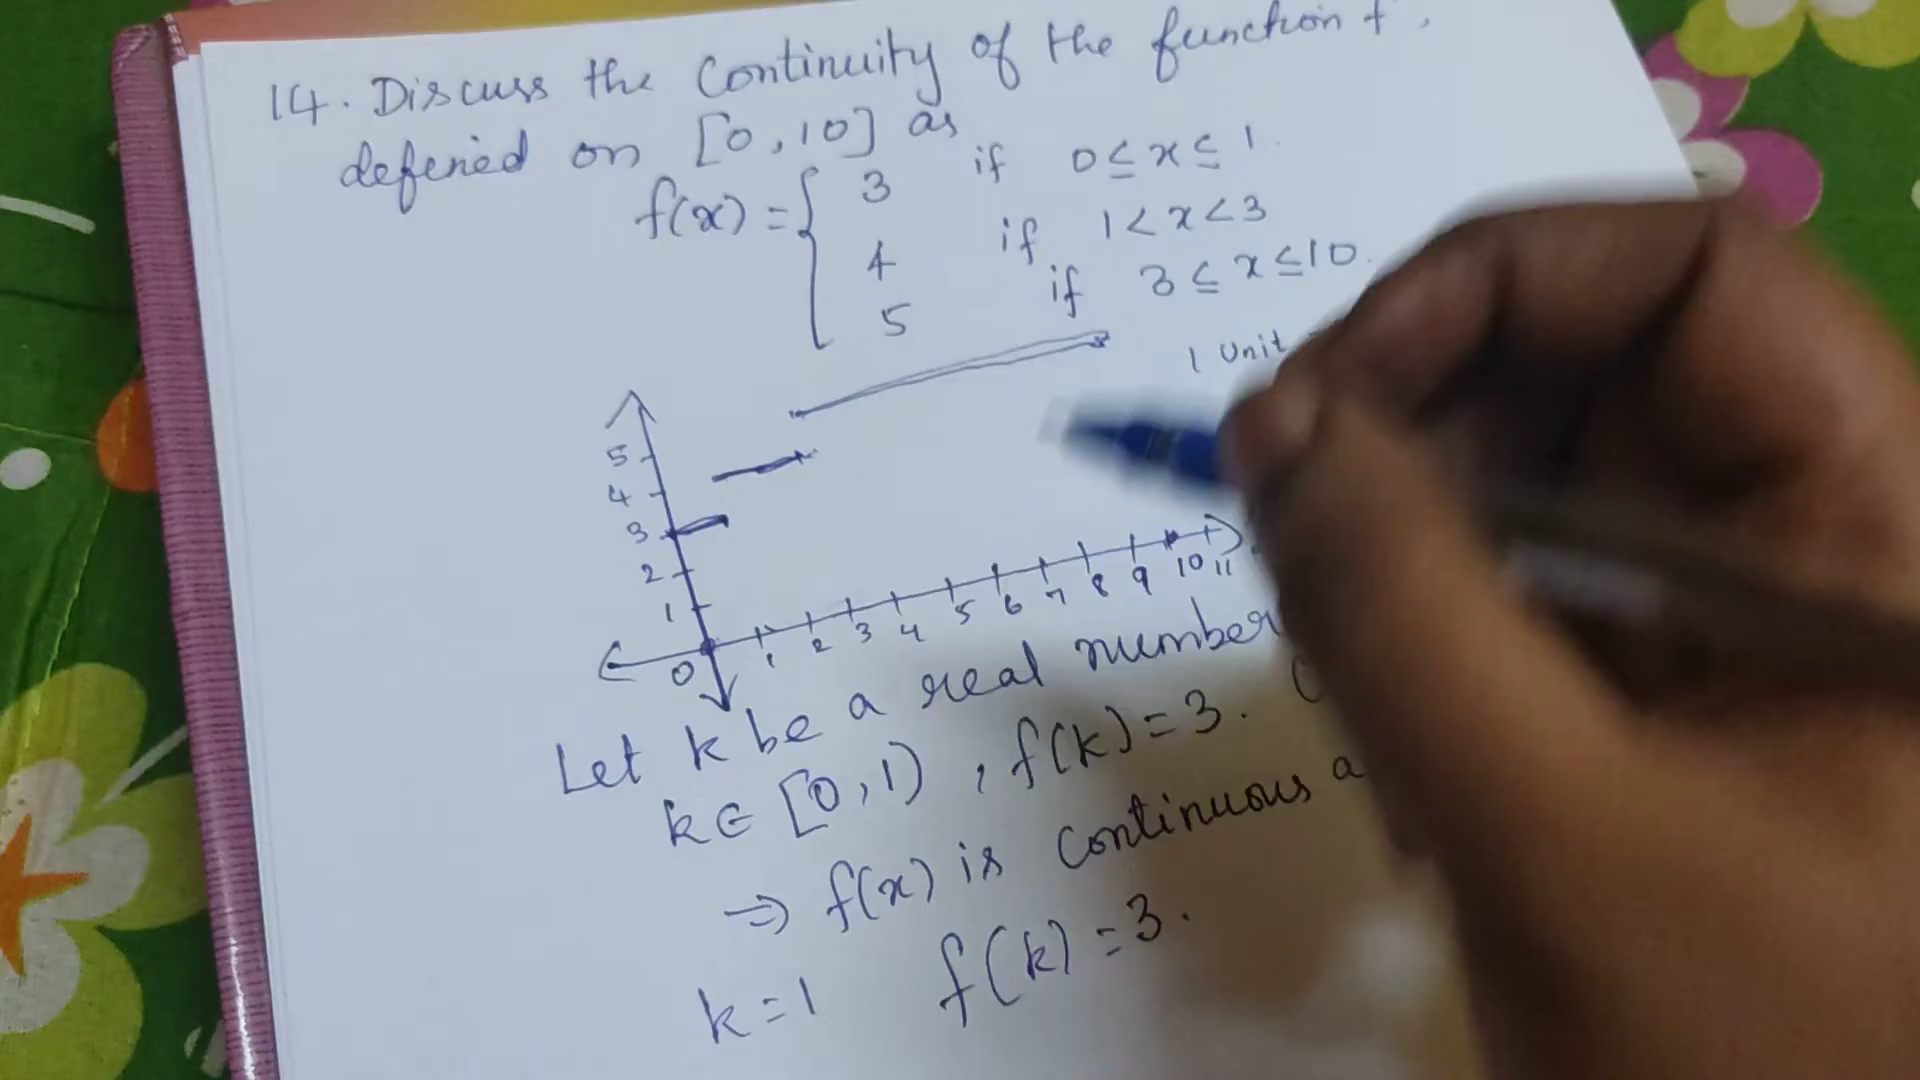 14. Discuss the continuity of the function f,
defined on [0, 10] as
f(x) = { 3 if 0 ≤ x ≤ 1
4 if 1 < x < 3
5 if 3 ≤ x ≤ 10.
1 Unit
5
4
3
2
1
0 1 2 3 4 5 6 7 8 9 10 11
Let k be a real number
k ∈ [0, 1), f(k) = 3.
⇒ f(x) is continuous a
k = 1 f(k) = 3.